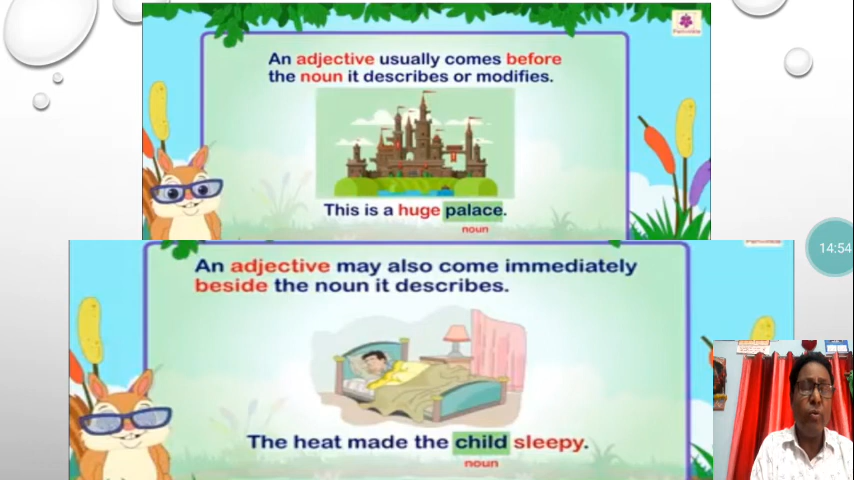 An adjective usually comes before
the noun it describes or modifies.
This is a huge palace.
noun
14:54
An adjective may also come immediately
beside the noun it describes.
The heat made the child sleepy.
noun